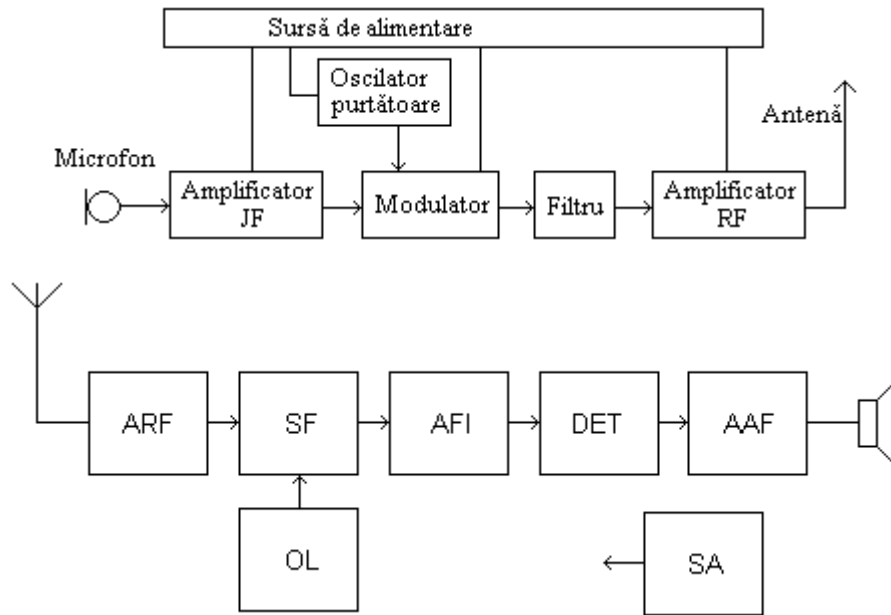 Sursă de alimentare
Oscilator
purtătoare
Antenă
Microfon
Amplificator
JF
Modulator
Filtru
Amplificator
RF
ARF
SF
AFI
DET
AAF
OL
SA